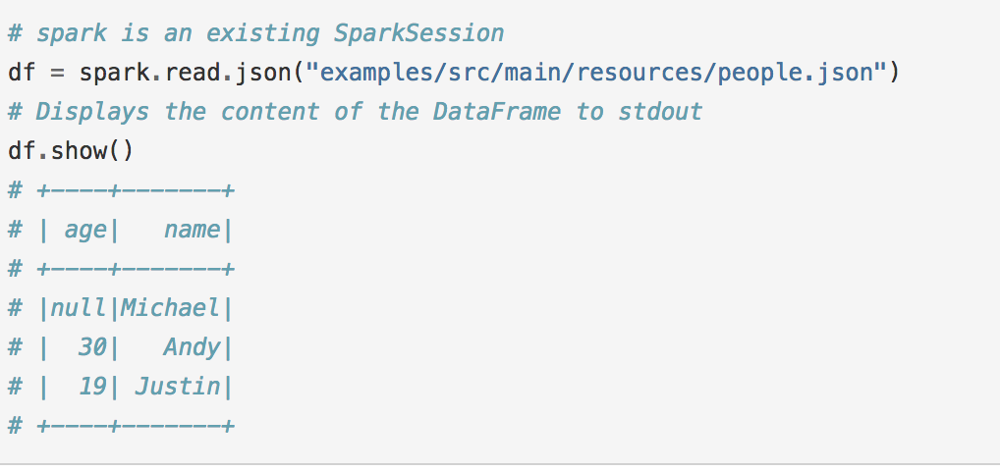 # spark is an existing SparkSession
df = spark.read.json("examples/src/main/resources/people.json")
# Displays the content of the DataFrame to stdout
df.show()
# +----+-------+
# | age|   name|
# +----+-------+
# |null|Michael|
# |  30|   Andy|
# |  19| Justin|
# +----+-------+